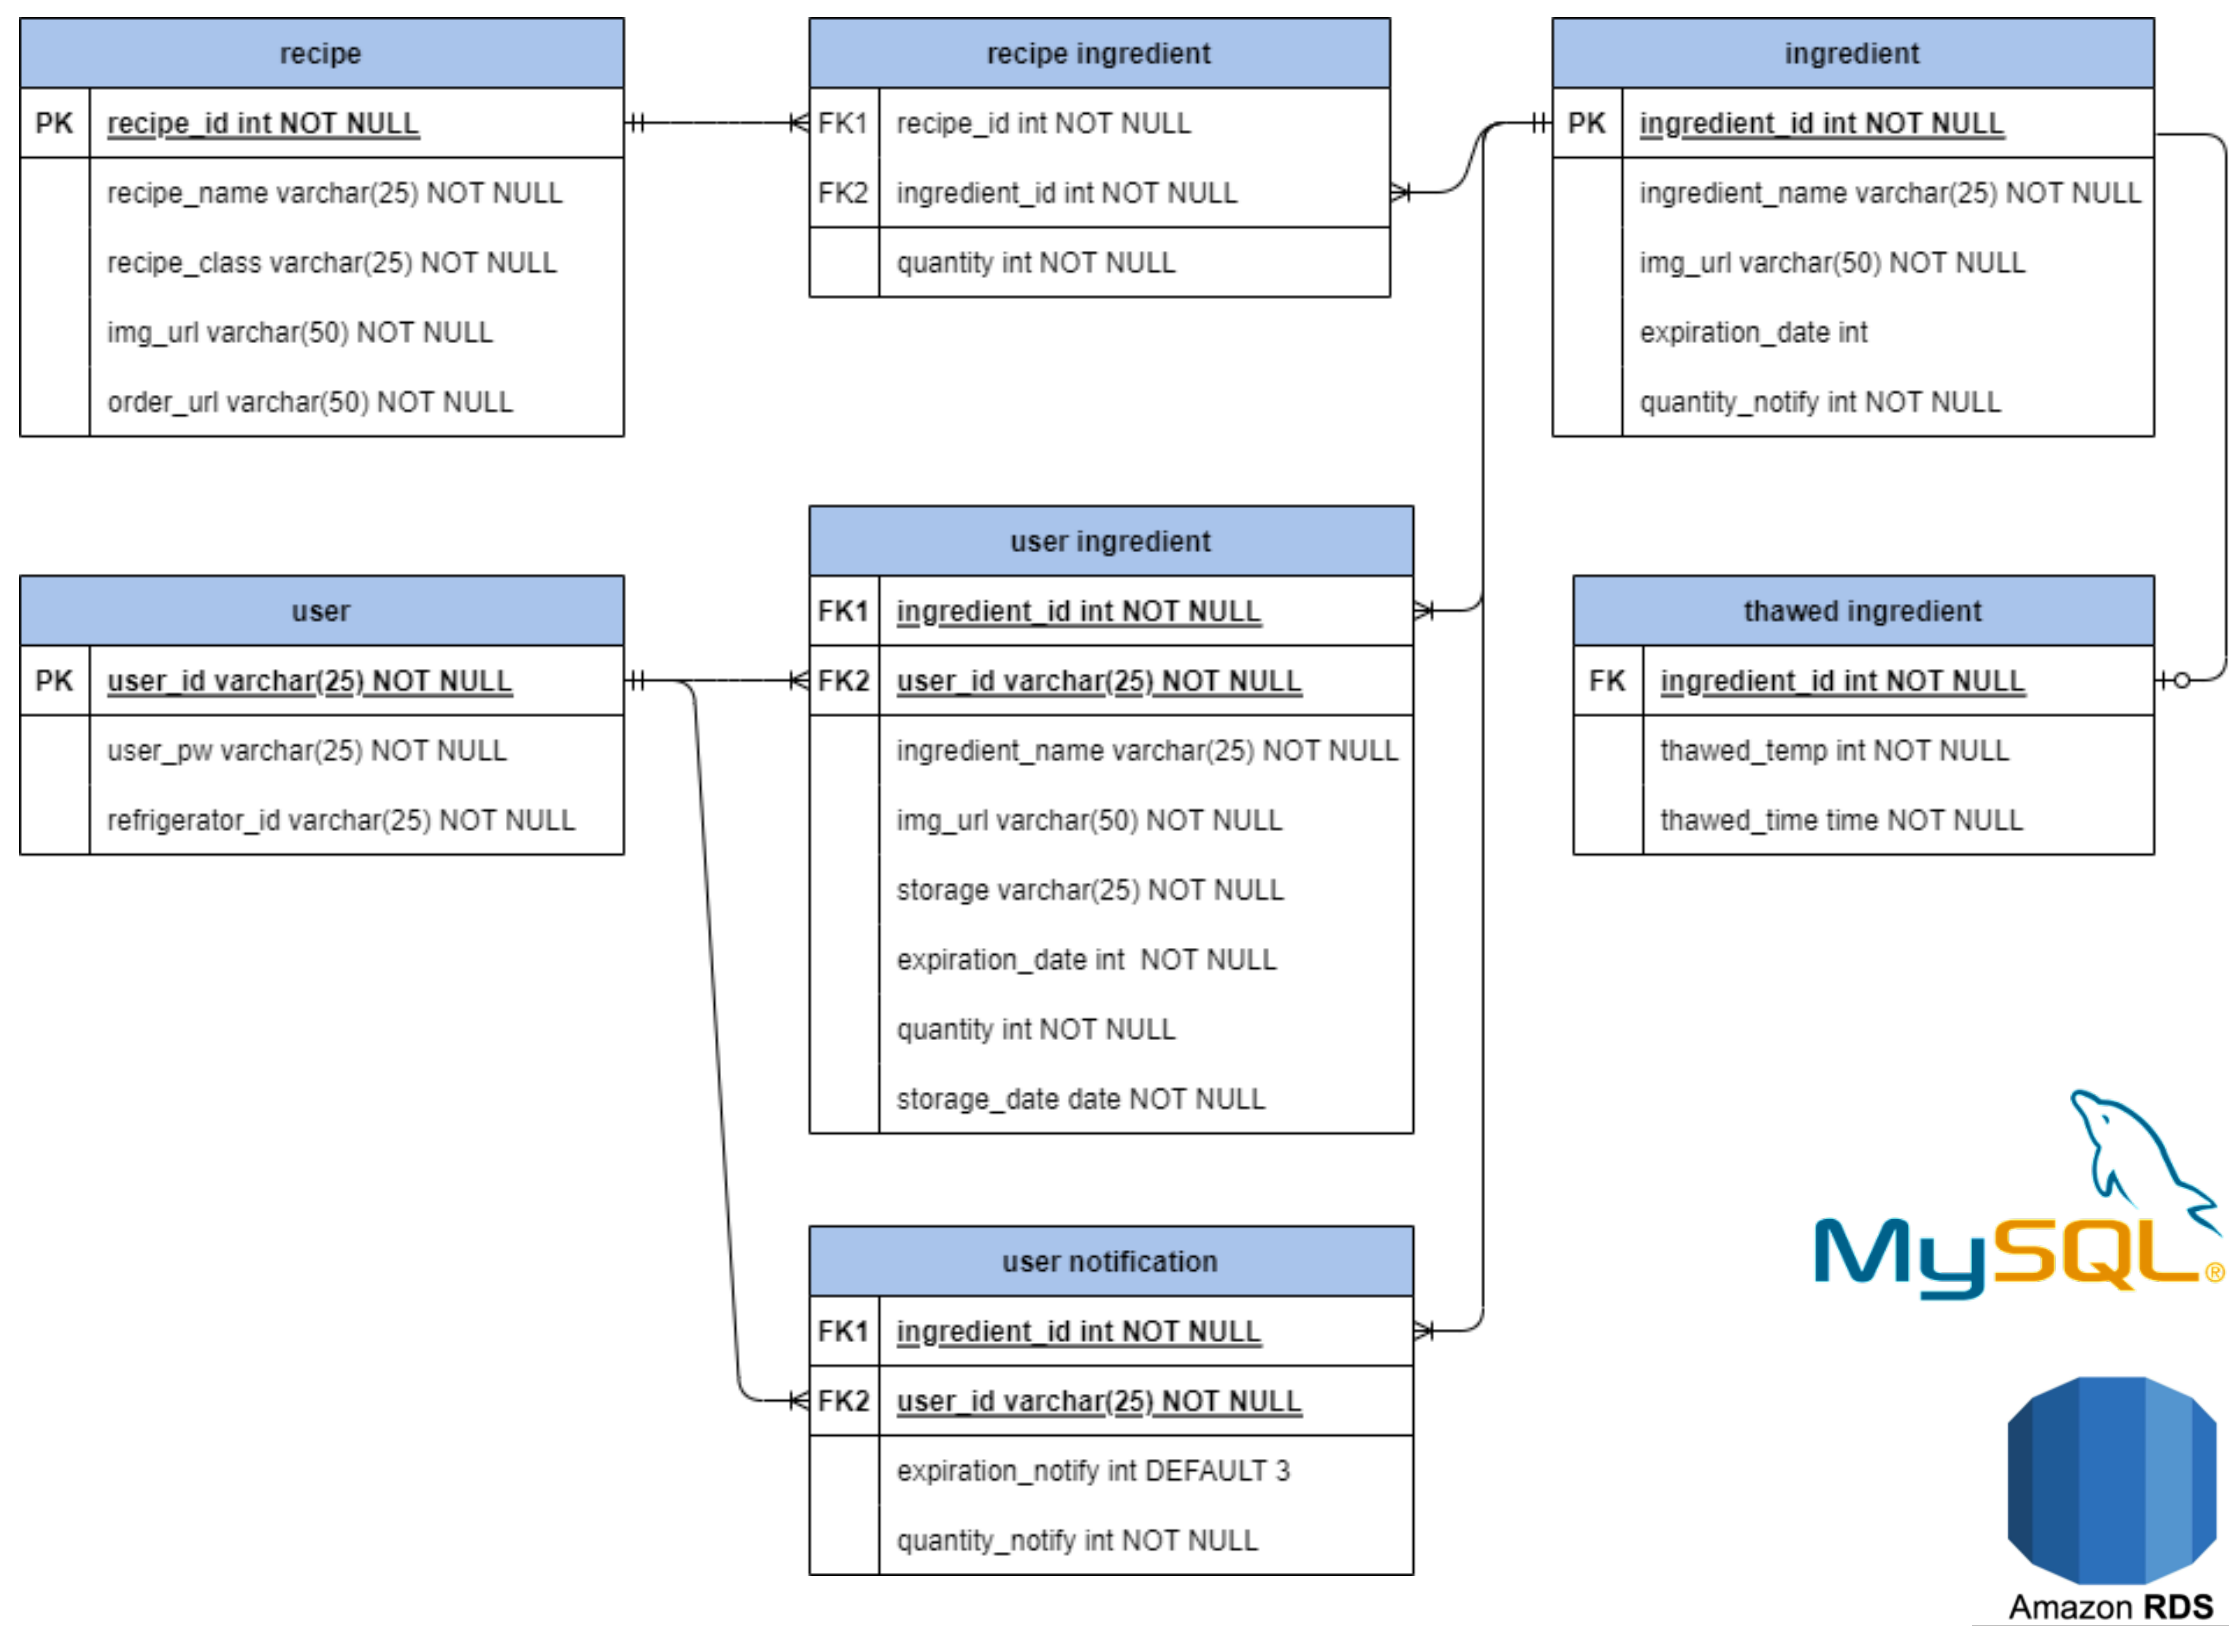 recipe
PK recipe_id int NOT NULL
recipe_name varchar(25) NOT NULL
recipe_class varchar(25) NOT NULL
img_url varchar(50) NOT NULL
order_url varchar(50) NOT NULL
recipe ingredient
FK1 recipe_id int NOT NULL
FK2 ingredient_id int NOT NULL
quantity int NOT NULL
ingredient
PK ingredient_id int NOT NULL
ingredient_name varchar(25) NOT NULL
img_url varchar(50) NOT NULL
expiration_date int
quantity_notify int NOT NULL
user
PK user_id varchar(25) NOT NULL
user_pw varchar(25) NOT NULL
refrigerator_id varchar(25) NOT NULL
user ingredient
FK1 ingredient_id int NOT NULL
FK2 user_id varchar(25) NOT NULL
ingredient_name varchar(25) NOT NULL
img_url varchar(50) NOT NULL
storage varchar(25) NOT NULL
expiration_date int  NOT NULL
quantity int NOT NULL
storage_date date NOT NULL
thawed ingredient
FK ingredient_id int NOT NULL
thawed_temp int NOT NULL
thawed_time time NOT NULL
user notification
FK1 ingredient_id int NOT NULL
FK2 user_id varchar(25) NOT NULL
expiration_notify int DEFAULT 3
quantity_notify int NOT NULL
MySQL®
Amazon RDS